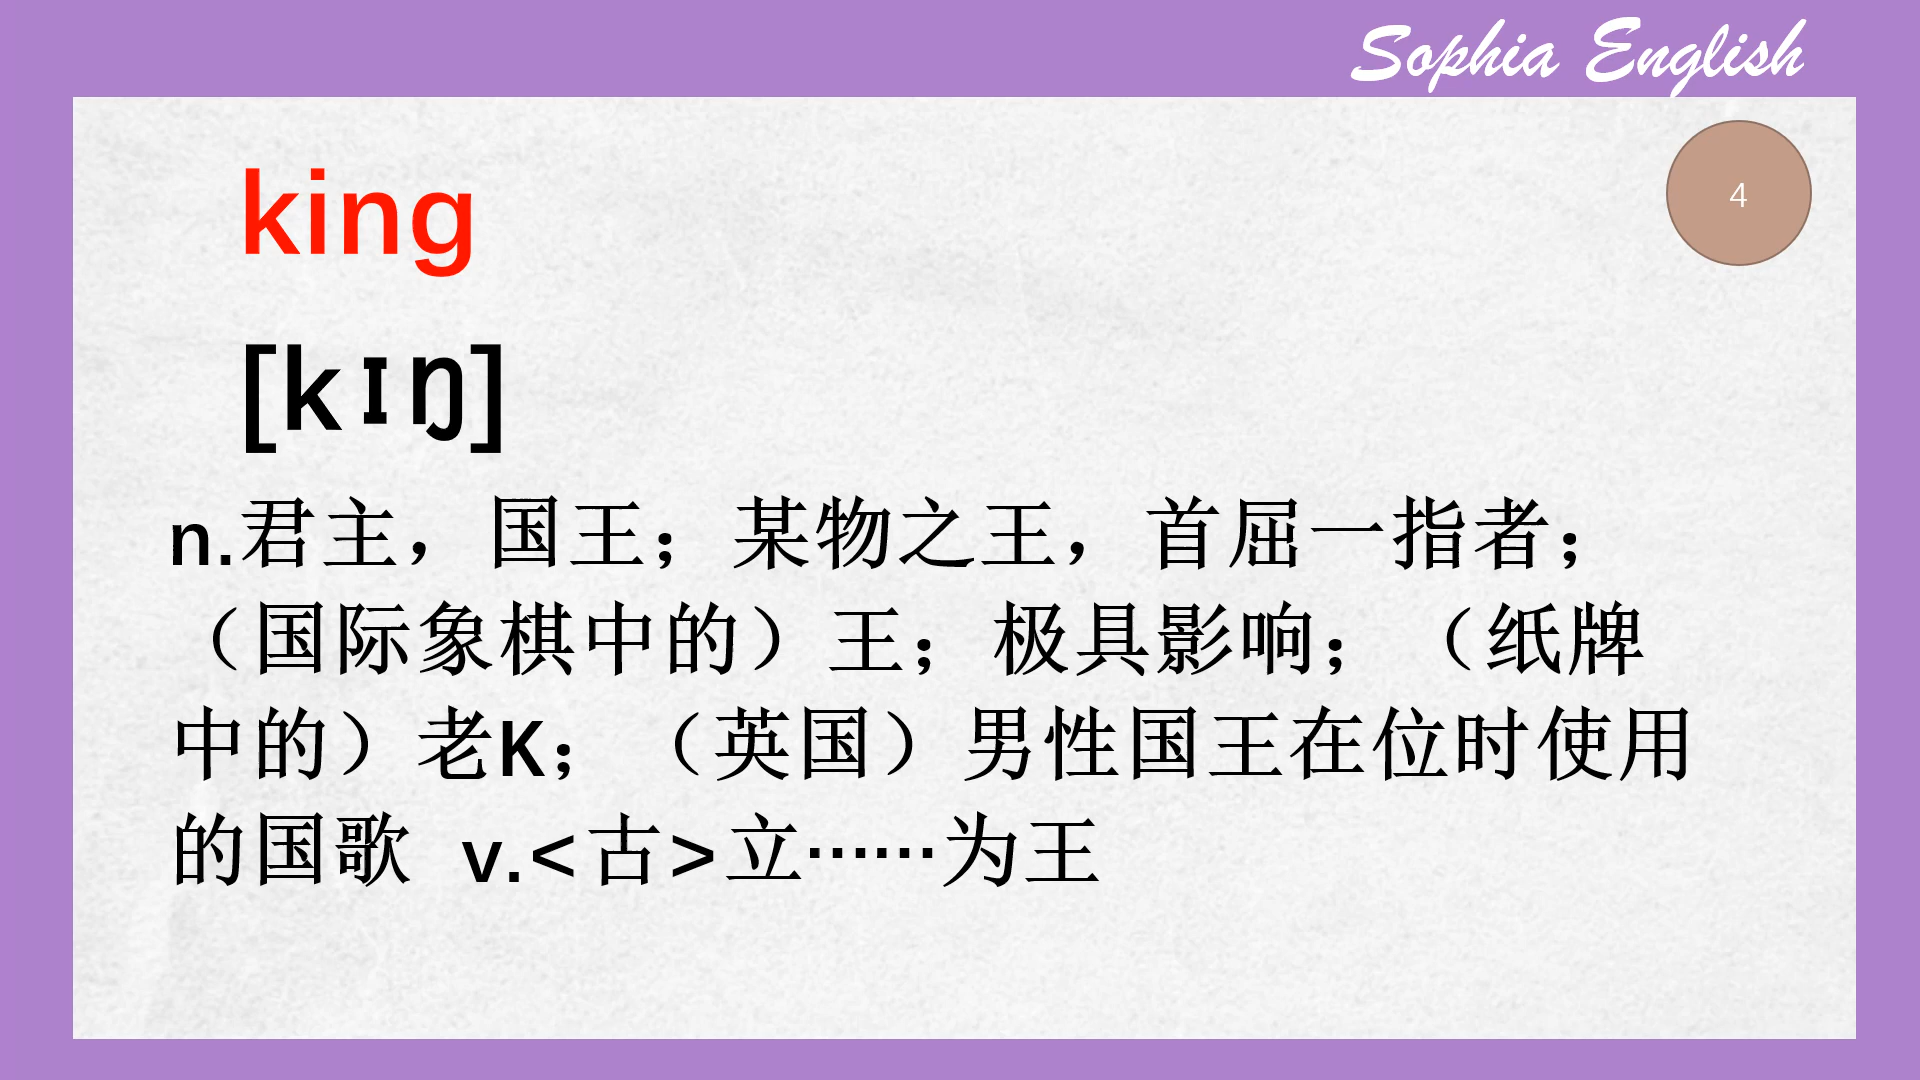 Sophia English
4
king
[kɪŋ]
n.君主，国王；某物之王，首屈一指者；
（国际象棋中的）王；极具影响；（纸牌
中的）老K；（英国）男性国王在位时使用
的国歌 v.<古>立······为王